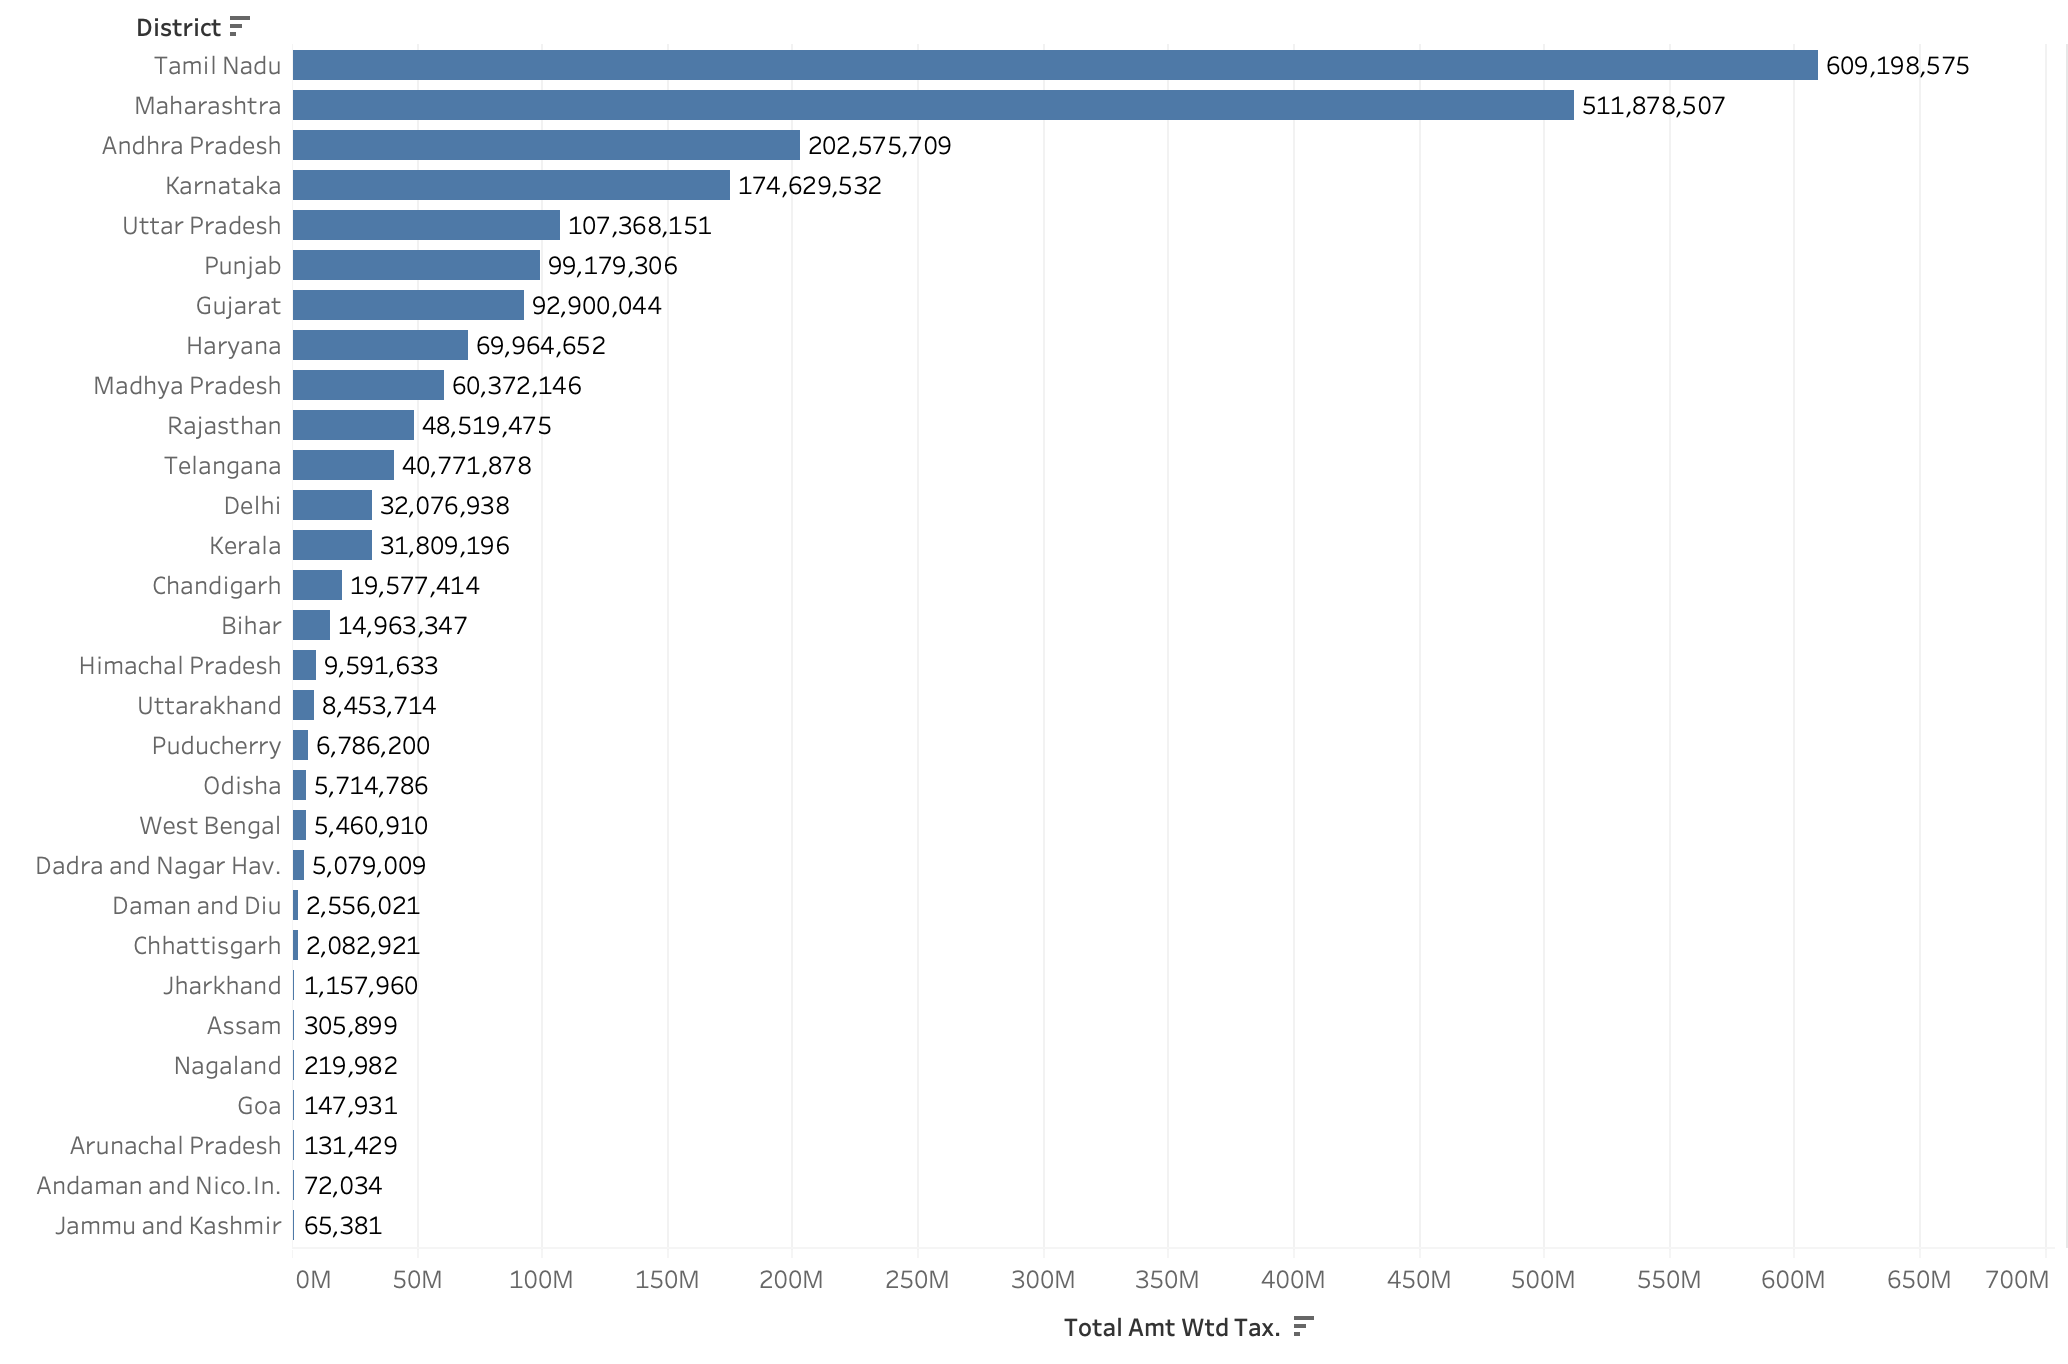 District
Tamil Nadu 609,198,575
Maharashtra 511,878,507
Andhra Pradesh 202,575,709
Karnataka 174,629,532
Uttar Pradesh 107,368,151
Punjab 99,179,306
Gujarat 92,900,044
Haryana 69,964,652
Madhya Pradesh 60,372,146
Rajasthan 48,519,475
Telangana 40,771,878
Delhi 32,076,938
Kerala 31,809,196
Chandigarh 19,577,414
Bihar 14,963,347
Himachal Pradesh 9,591,633
Uttarakhand 8,453,714
Puducherry 6,786,200
Odisha 5,714,786
West Bengal 5,460,910
Dadra and Nagar Hav. 5,079,009
Daman and Diu 2,556,021
Chhattisgarh 2,082,921
Jharkhand 1,157,960
Assam 305,899
Nagaland 219,982
Goa 147,931
Arunachal Pradesh 131,429
Andaman and Nico.In. 72,034
Jammu and Kashmir 65,381
0M 50M 100M 150M 200M 250M 300M 350M 400M 450M 500M 550M 600M 650M 700M
Total Amt Wtd Tax.